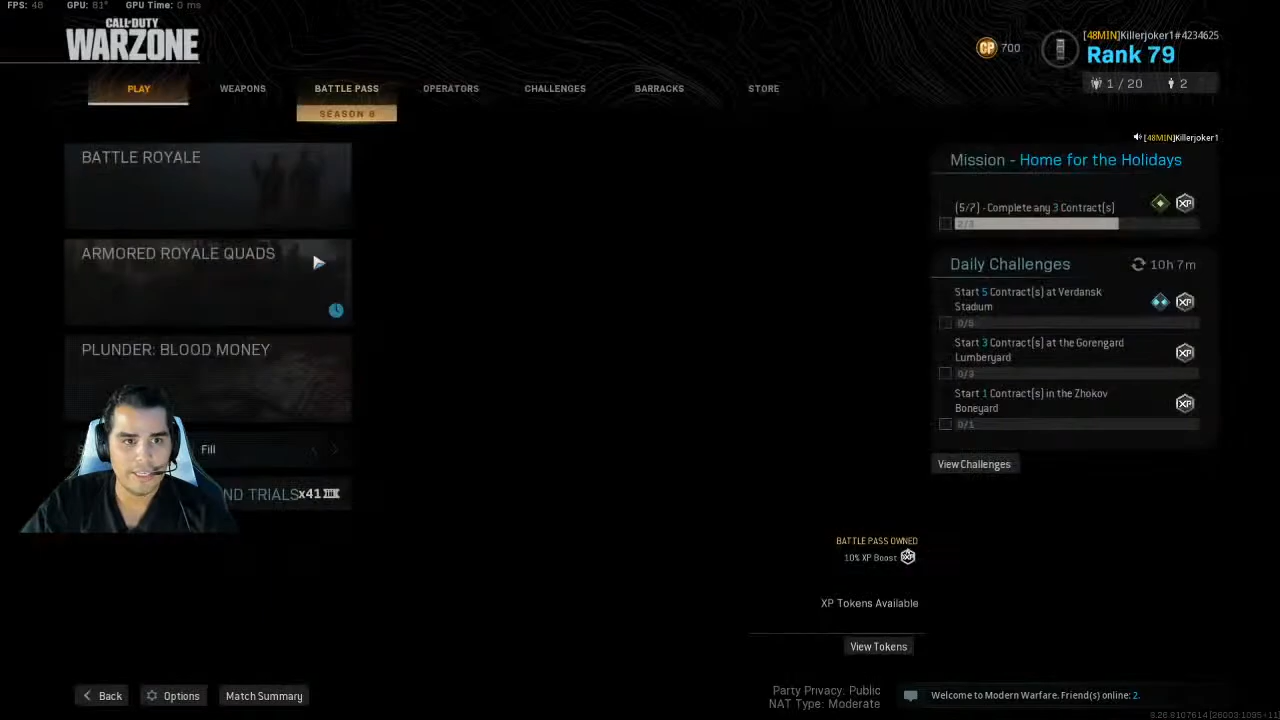 FPS: 48 GPU: 81° GPU Time: 0 ms
CALL·DUTY
WARZONE
CP 700
[48MIN]Killerjoker1#4234625
Rank 79
1 / 20 2
PLAY WEAPONS BATTLE PASS OPERATORS CHALLENGES BARRACKS STORE
SEASON 6
[48MIN]Killerjoker1
BATTLE ROYALE
ARMORED ROYALE QUADS
PLUNDER: BLOOD MONEY
Fill
ND TRIALS x41
Mission - Home for the Holidays
(5/7) - Complete any 3 Contract(s)
XP
2/3
Daily Challenges 10h 7m
Start 5 Contract(s) at Verdansk
Stadium
XP
0/5
Start 3 Contract(s) at the Gorengard
Lumberyard
XP
0/3
Start 1 Contract(s) in the Zhokov
Boneyard
XP
0/1
View Challenges
BATTLE PASS OWNED
10% XP Boost
XP Tokens Available
View Tokens
Back Options Match Summary
Party Privacy: Public
NAT Type: Moderate
Welcome to Modern Warfare. Friend(s) online: 2.